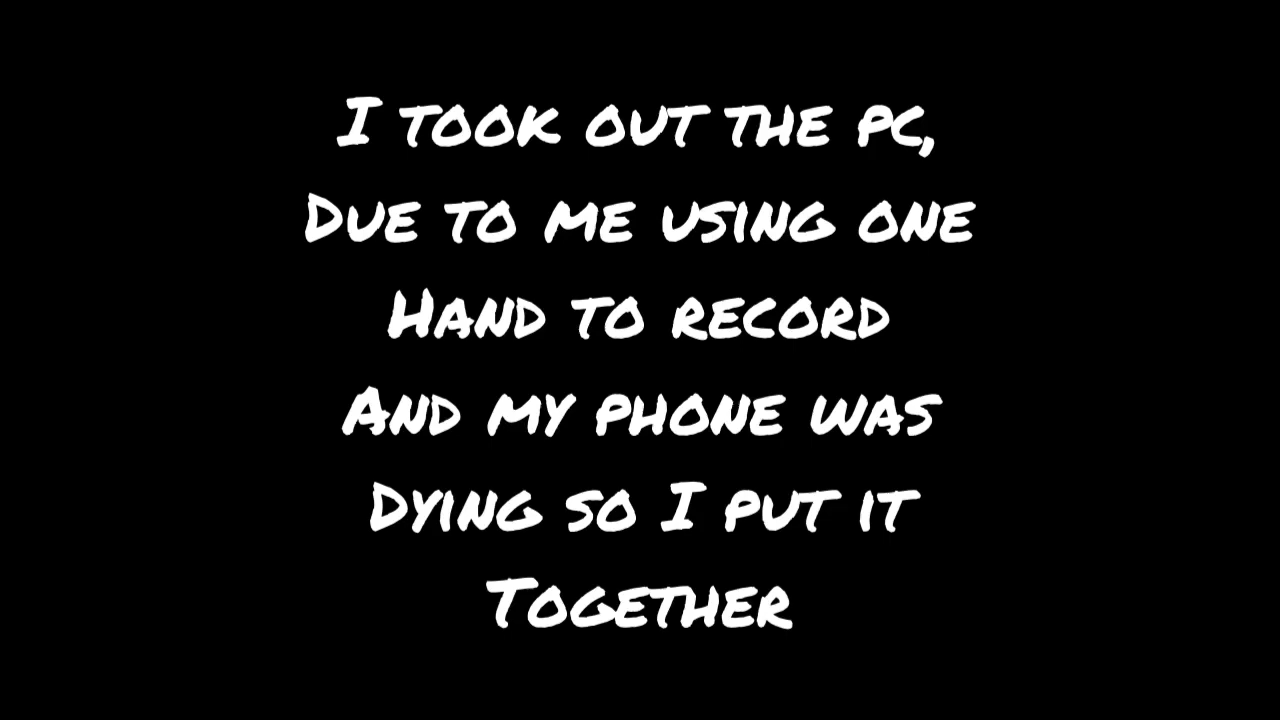 I took out the pc,
Due to me using one
Hand to record
And my phone was
Dying so I put it
Together